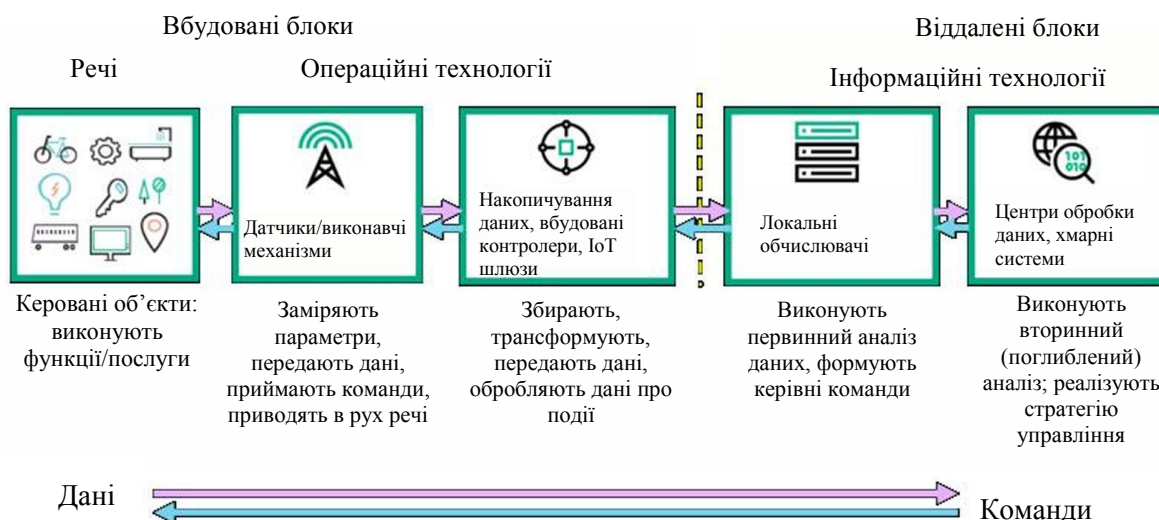 Вбудовані блоки
Віддалені блоки
Речі
Операційні технології
Інформаційні технології
Датчики/виконавчі
механізми
Накопичування
даних, вбудовані
контролери, ІоТ
шлюзи
Локальні
обчислювачі
101
010
Центри обробки
даних, хмарні
системи
Керовані об’єкти:
виконують
функції/послуги
Заміряють
параметри,
передають дані,
приймають команди,
приводять в рух речі
Збирають,
трансформують,
передають дані,
обробляють дані про
події
Виконують
первинний аналіз
даних, формують
керівні команди
Виконують
вторинний
(поглиблений)
аналіз; реалізують
стратегію
управління
Дані
Команди